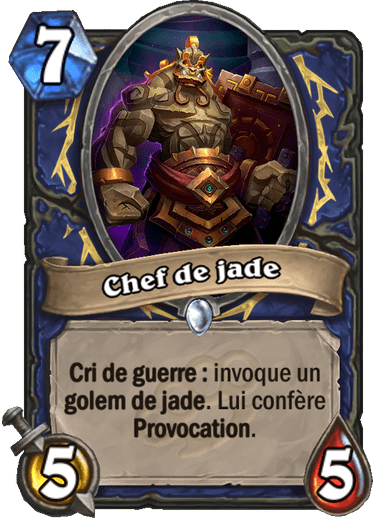 7
Chef de jade
Cri de guerre : invoque un
golem de jade. Lui confère
Provocation.
5
5